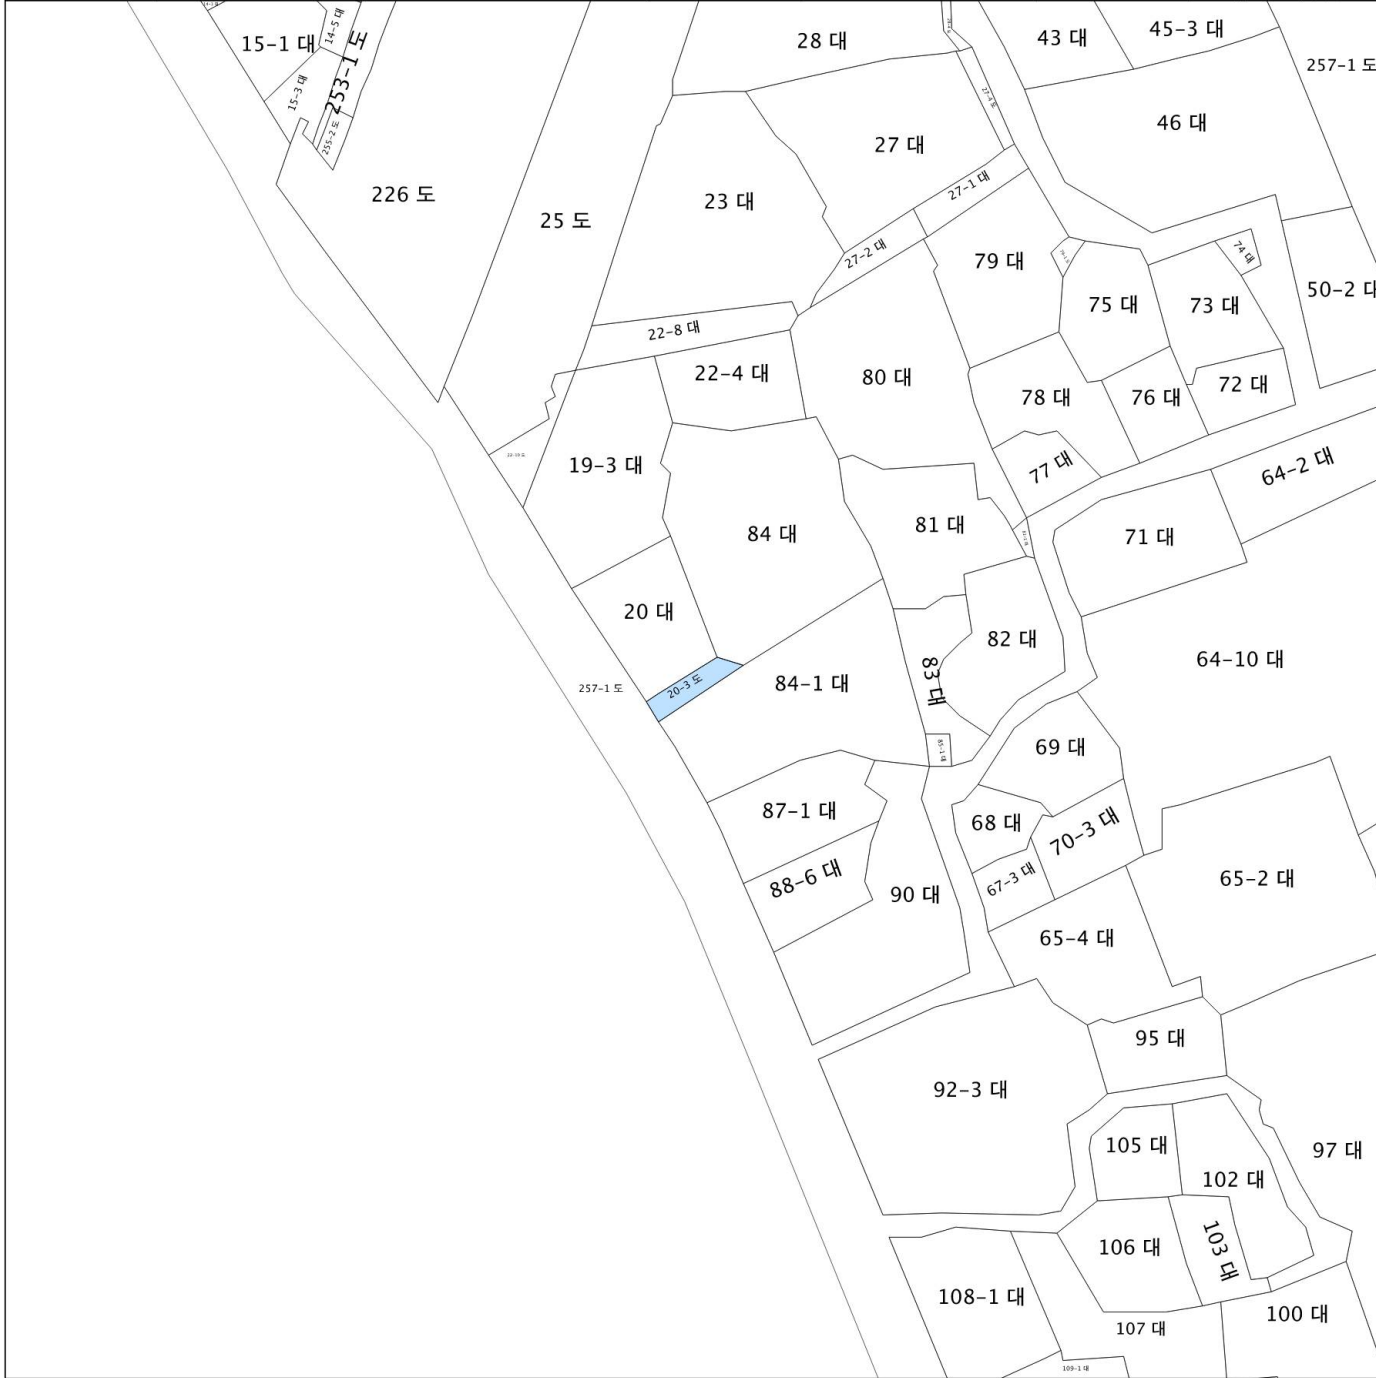 15-1 대
14-5 대
253-1 도
15-3 대
255-2 도
226 도
25 도
28 대
43 대
45-3 대
257-1 도
27-4 도
46 대
27 대
27-1 대
23 대
27-2 대
79 대
74 대
75 대
73 대
50-2 대
22-8 대
22-4 대
80 대
78 대
76 대
72 대
19-3 대
77 대
64-2 대
84 대
81 대
71 대
20 대
82 대
83 대
64-10 대
257-1 도
20-3 도
84-1 대
69 대
87-1 대
68 대
70-3 대
88-6 대
67-3 대
65-2 대
90 대
65-4 대
95 대
92-3 대
105 대
97 대
102 대
106 대
103 대
108-1 대
100 대
107 대
109-1 대